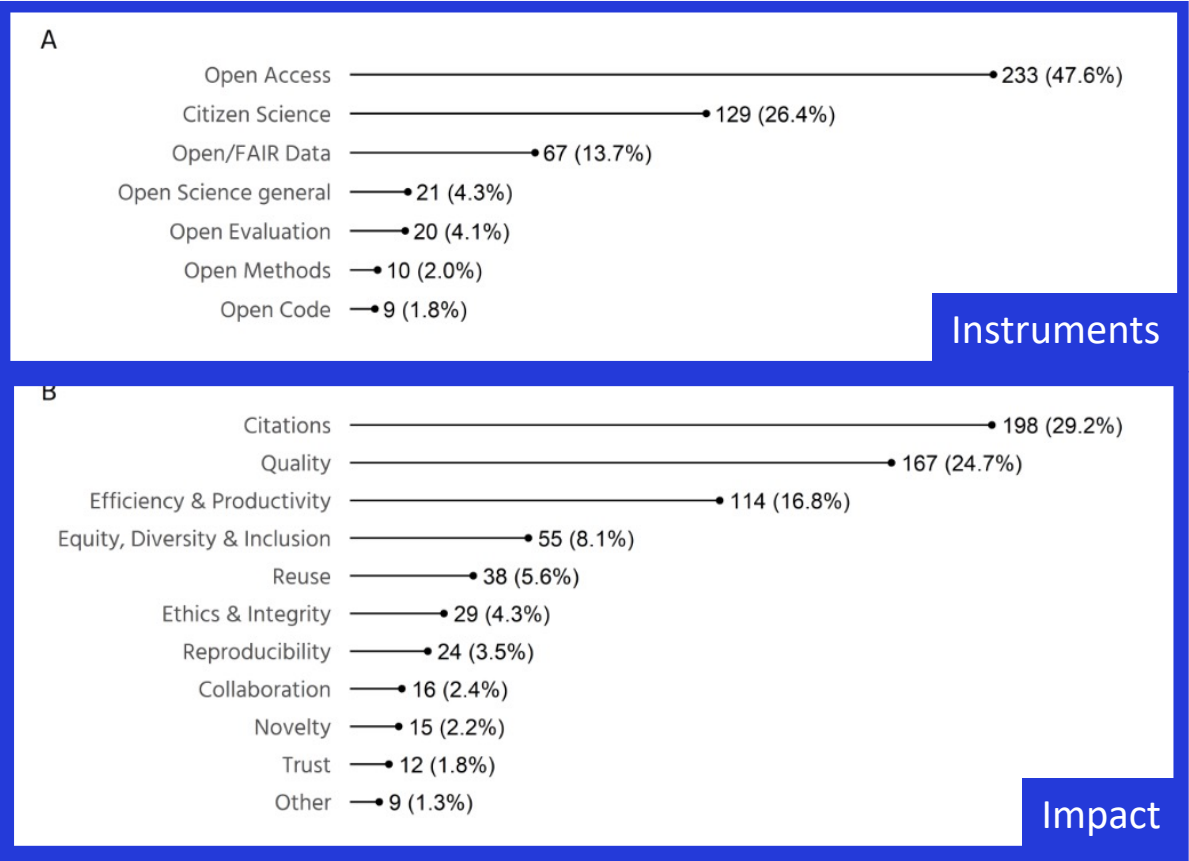 A
Open Access 233 (47.6%)
Citizen Science 129 (26.4%)
Open/FAIR Data 67 (13.7%)
Open Science general 21 (4.3%)
Open Evaluation 20 (4.1%)
Open Methods 10 (2.0%)
Open Code 9 (1.8%)
Instruments
B
Citations 198 (29.2%)
Quality 167 (24.7%)
Efficiency & Productivity 114 (16.8%)
Equity, Diversity & Inclusion 55 (8.1%)
Reuse 38 (5.6%)
Ethics & Integrity 29 (4.3%)
Reproducibility 24 (3.5%)
Collaboration 16 (2.4%)
Novelty 15 (2.2%)
Trust 12 (1.8%)
Other 9 (1.3%)
Impact